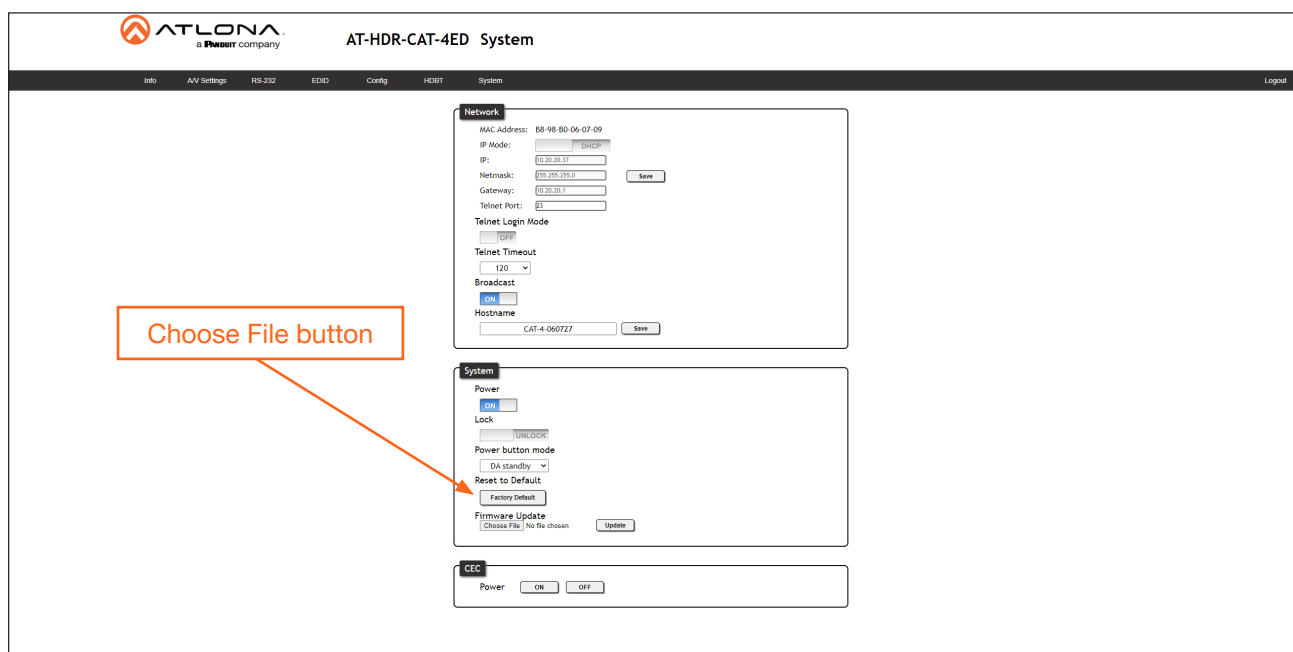 ATLONA.
a PANDUIT company
AT-HDR-CAT-4ED System
Info A/V Settings RS-232 EDID Config HDBT System Logout
Network
MAC Address: B8-98-B0-06-07-09
IP Mode: DHCP
IP: 10.20.20.37
Netmask: 255.255.255.0 Save
Gateway: 10.20.20.1
Telnet Port: 23
Telnet Login Mode
OFF
Telnet Timeout
120
Broadcast
ON
Hostname
CAT-4-060727 Save
Choose File button
System
Power
ON
Lock
UNLOCK
Power button mode
DA standby
Reset to Default
Factory Default
Firmware Update
Choose File No file chosen Update
CEC
Power ON OFF